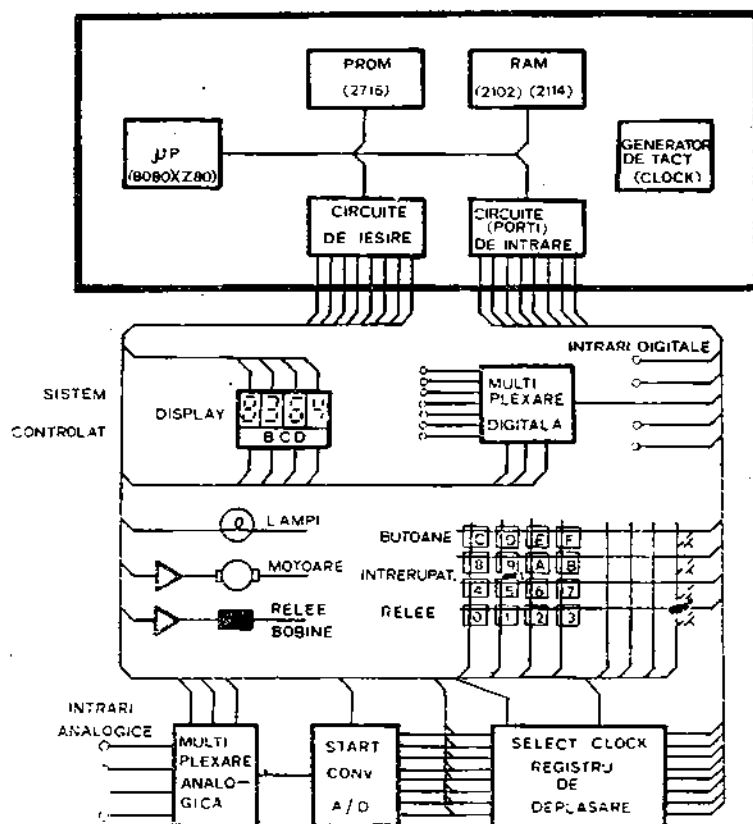 PROM
(2716)
RAM
(2102) (2114)
µP
(8080XZ80)
GENERATOR
DE TACT
(CLOCK)
CIRCUITE
DE IESIRE
CIRCUITE
(PORTI)
DE INTRARE
SISTEM
CONTROLAT
DISPLAY
8364
BCD
MULTI
PLEXARE
DIGITALA
INTRARI DIGITALE
LAMPI
MOTOARE
RELEE
BOBINE
BUTOANE
INTRERUPAT.
RELEE
C D E F
8 9 A B
4 5 6 7
0 1 2 3
INTRARI
ANALOGICE
MULTI
PLEXARE
ANALO-
GICA
START
CONV
A/D
SELECT CLOCK
REGISTRU
DE
DEPLASARE